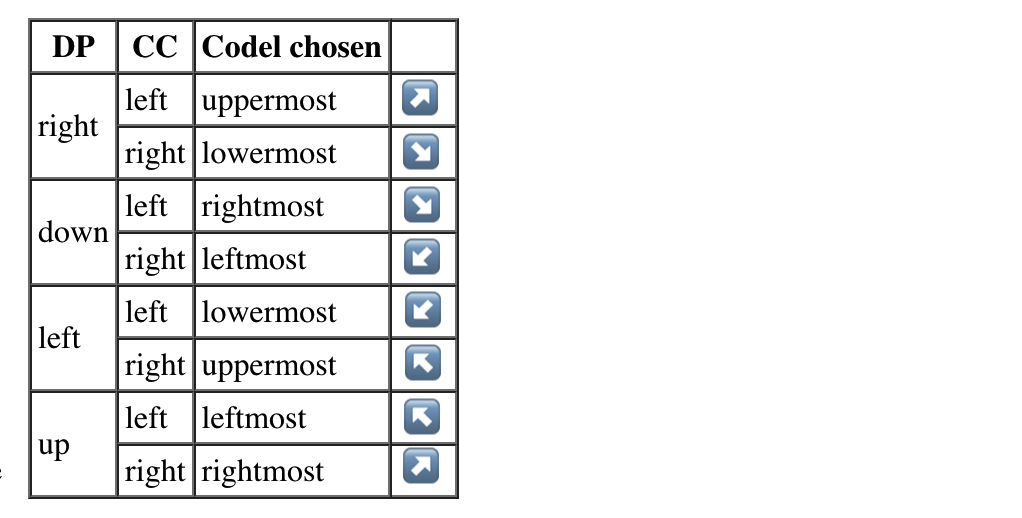 DP CC Codel chosen
right left uppermost ↗️
right lowermost ↘️
down left rightmost ↘️
right leftmost ↙️
left left lowermost ↙️
right uppermost ↖️
up left leftmost ↖️
right rightmost ↗️